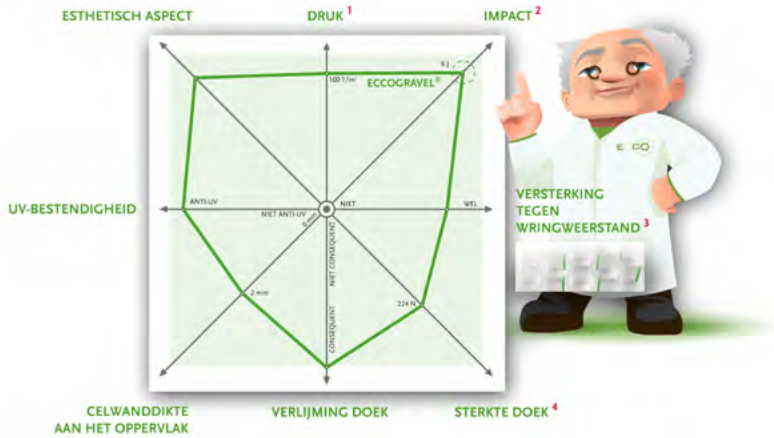 ESTHETISCH ASPECT
DRUK 1
IMPACT 2
6 J
100 T/m²
ECCOGRAVEL®
UV-BESTENDIGHEID
ANTI-UV
NIET ANTI-UV
NIET
WEL
0 mm
NIET CONSEQUENT
CONSEQUENT
2 mm
224 N
VERSTERKING
TEGEN
WRINGWEERSTAND 3
CELWANDDIKTE
AAN HET OPPERVLAK
VERLIJMING DOEK
STERKTE DOEK 4